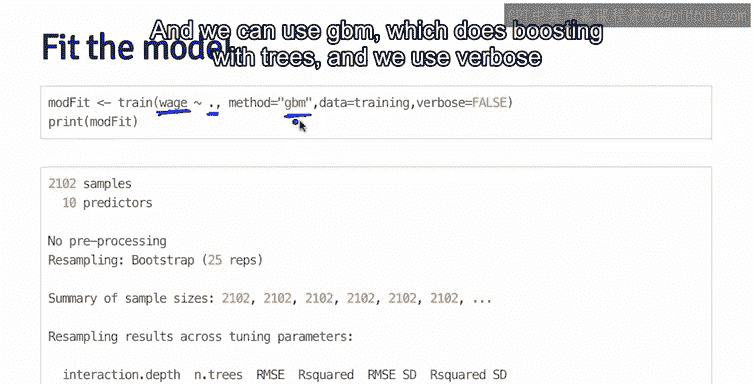 And we can use gbm, which does boosting
with trees, and we use verbose
Fit the model
modFit <- train(wage ~ ., method="gbm",data=training,verbose=FALSE)
print(modFit)
2102 samples
10 predictors
No pre-processing
Resampling: Bootstrap (25 reps)
Summary of sample sizes: 2102, 2102, 2102, 2102, 2102, 2102, ...
Resampling results across tuning parameters:
interaction.depth n.trees RMSE Rsquared RMSE SD Rsquared SD